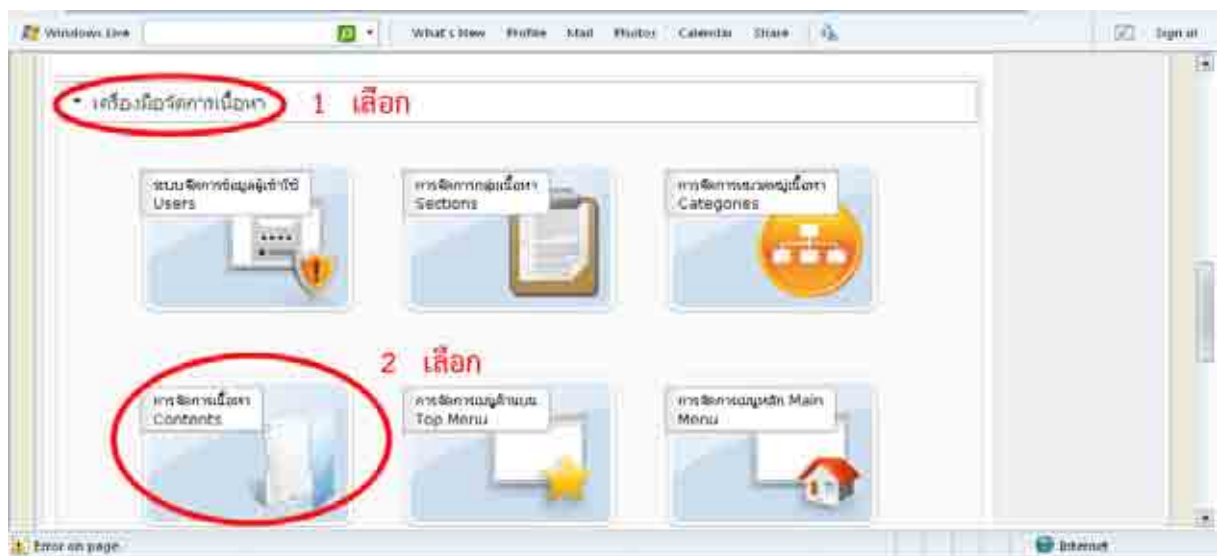 Windows Live What's New Profile Mail Photos Calendar Share Sign out
เครื่องมือจัดการเนื้อหา 1 เลือก
ระบบจัดการข้อมูลผู้เข้าใช้
Users
การจัดการกลุ่มเนื้อหา
Sections
การจัดการหมวดหมู่เนื้อหา
Categories
2 เลือก
การจัดการเนื้อหา
Contents
การจัดการเมนูด้านบน
Top Menu
การจัดการเมนูหลัก Main
Menu
Error on page. Internet